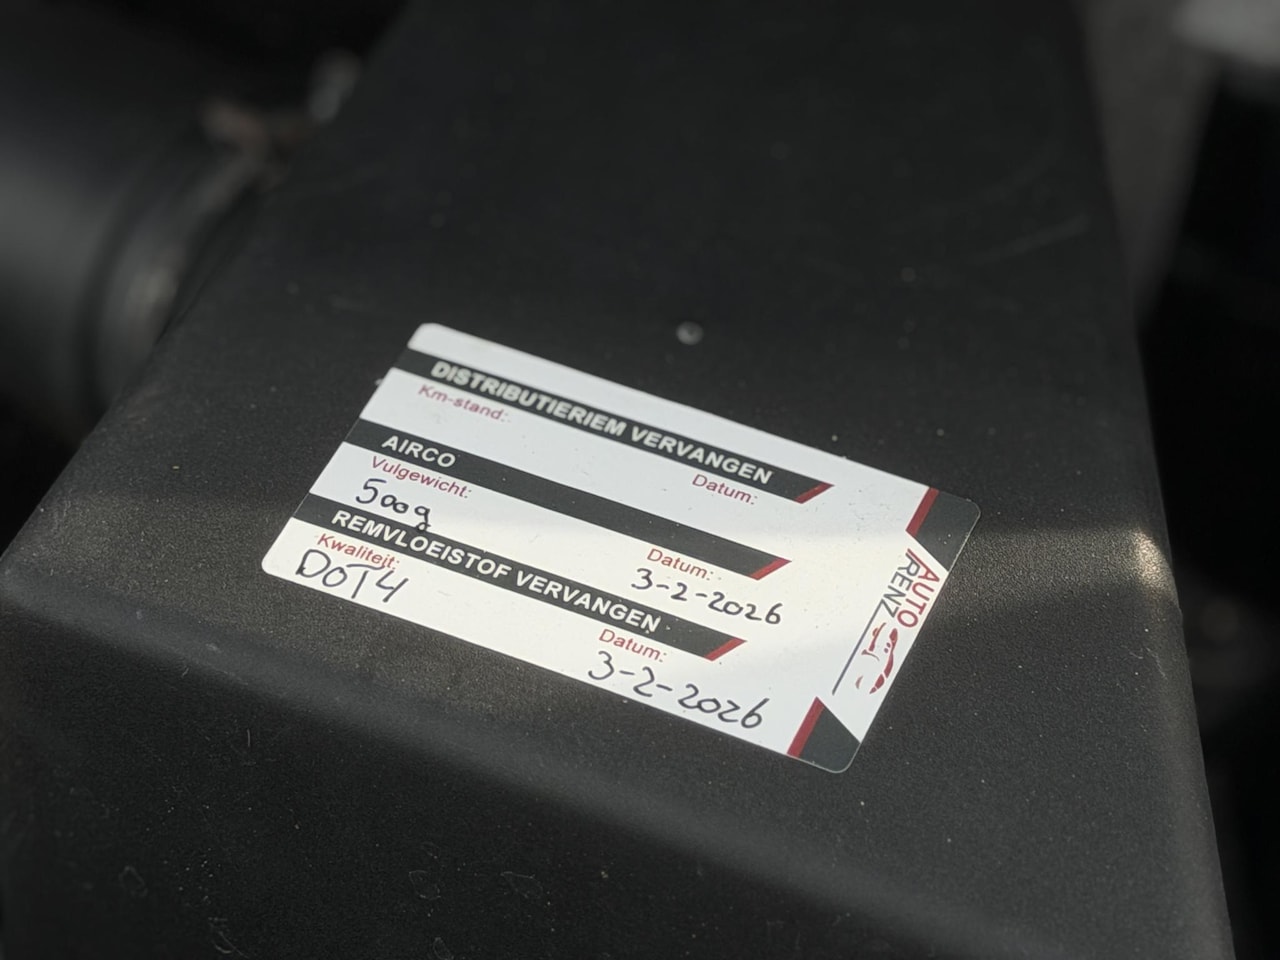 DISTRIBUTIERIEM VERVANGEN
Km-stand:
Datum:
AIRCO
Vulgewicht:
500g
Datum:
3-2-2026
REMVLOEISTOF VERVANGEN
Kwaliteit:
DOT4
Datum:
3-2-2026
AUTO
RENZ